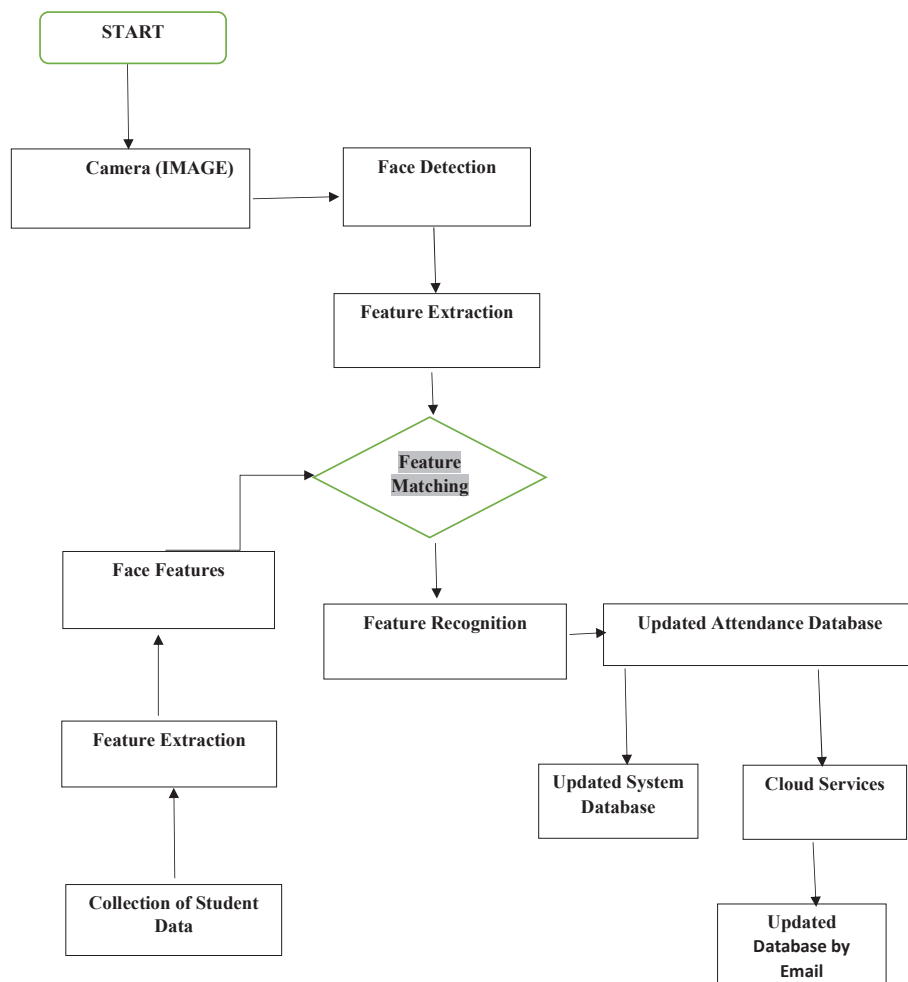 START
Camera (IMAGE)
Face Detection
Feature Extraction
Feature
Matching
Face Features
Feature Recognition
Updated Attendance Database
Feature Extraction
Updated System
Database
Cloud Services
Collection of Student
Data
Updated
Database by
Email